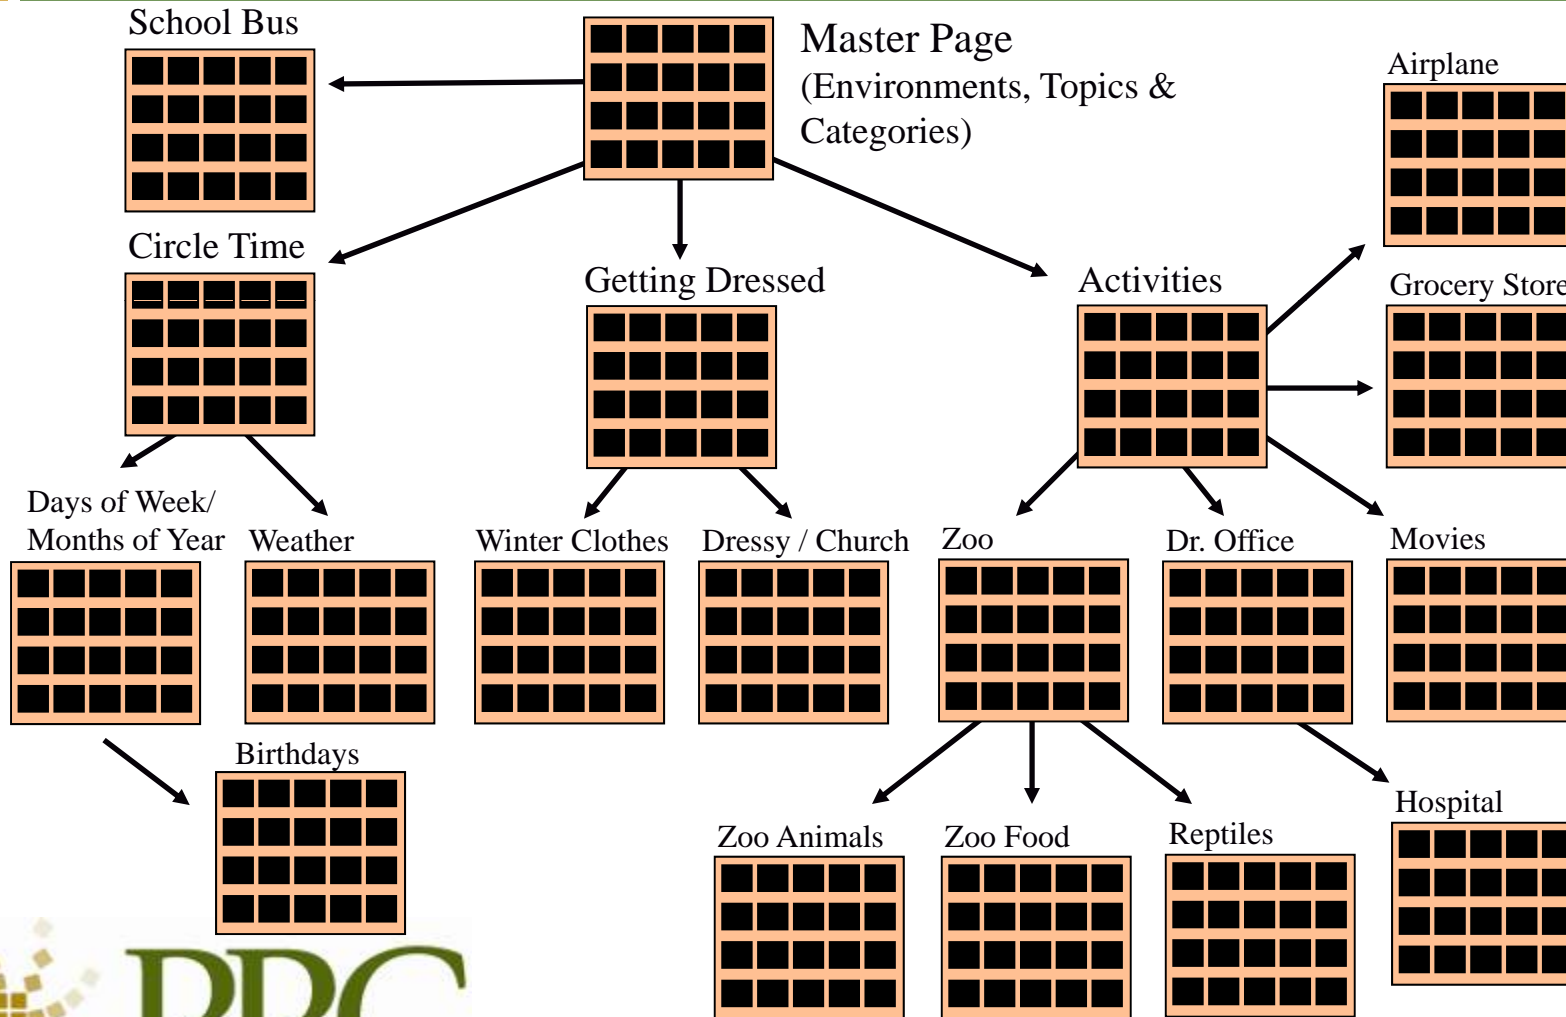 School Bus
Master Page
(Environments, Topics &
Categories)
Airplane
Circle Time
Getting Dressed
Activities
Grocery Store
Days of Week/
Months of Year
Weather
Winter Clothes
Dressy / Church
Zoo
Dr. Office
Movies
Birthdays
Hospital
Zoo Animals
Zoo Food
Reptiles
PRC